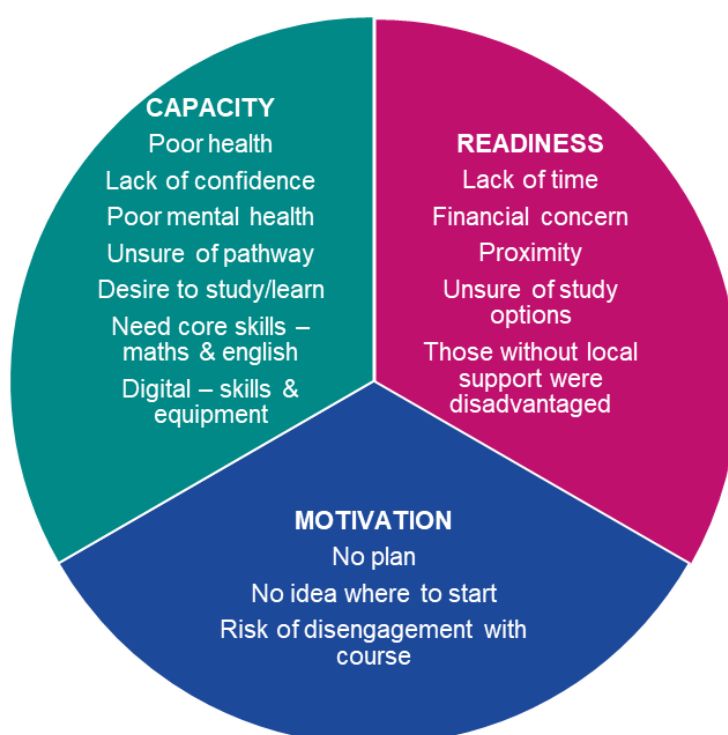 CAPACITY
Poor health
Lack of confidence
Poor mental health
Unsure of pathway
Desire to study/learn
Need core skills –
maths & english
Digital – skills &
equipment
READINESS
Lack of time
Financial concern
Proximity
Unsure of study
options
Those without local
support were
disadvantaged
MOTIVATION
No plan
No idea where to start
Risk of disengagement with
course